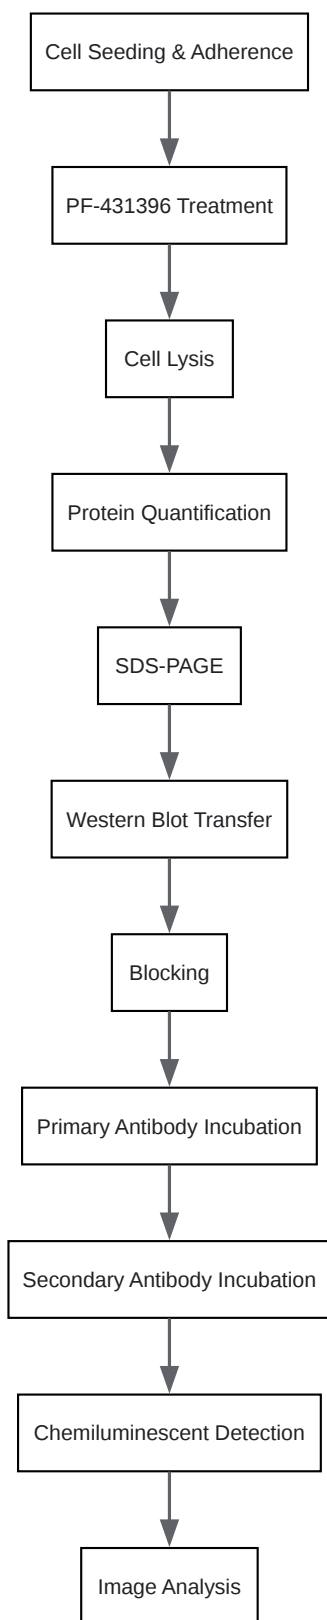 Cell Seeding & Adherence
PF-431396 Treatment
Cell Lysis
Protein Quantification
SDS-PAGE
Western Blot Transfer
Blocking
Primary Antibody Incubation
Secondary Antibody Incubation
Chemiluminescent Detection
Image Analysis